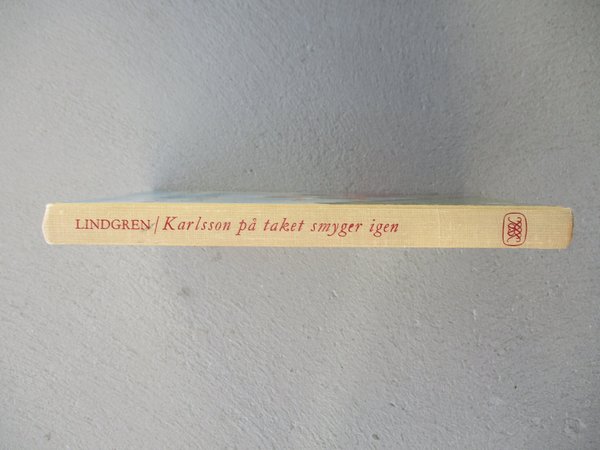 LINDGREN / Karlsson på taket smyger igen